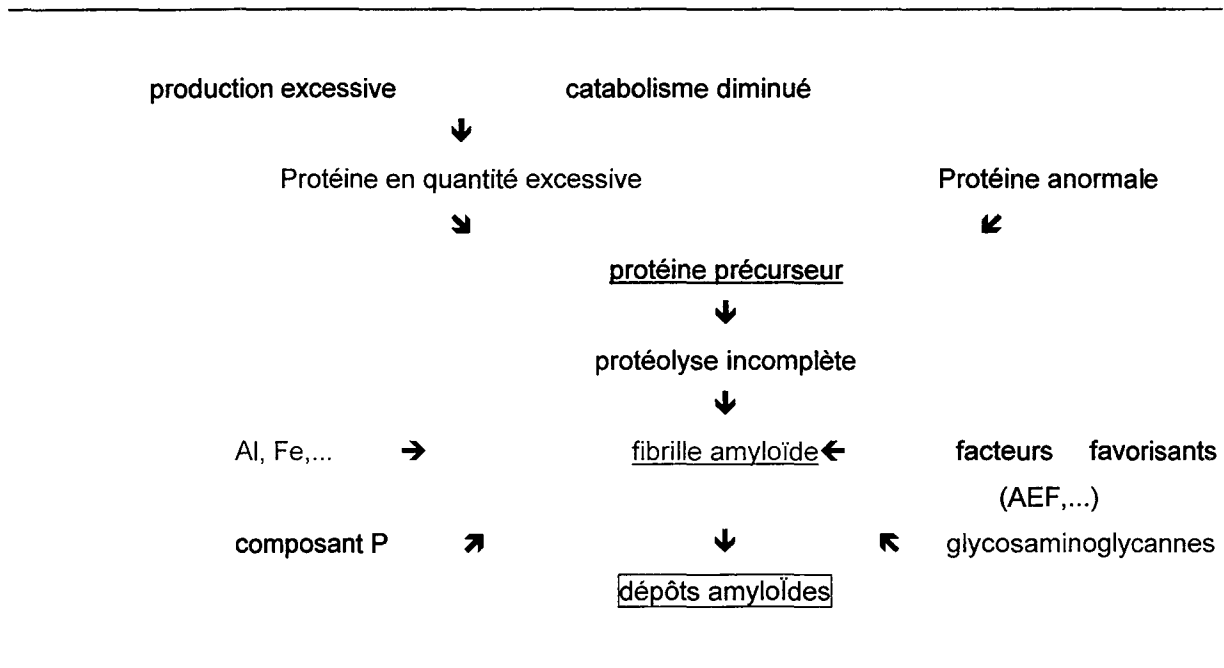 production excessive catabolisme diminué
↓
Protéine en quantité excessive Protéine anormale
↘ ↙
protéine précurseur
↓
protéolyse incomplète
↓
Al, Fe,... → fibrille amyloïde ← facteurs favorisants
(AEF,...)
composant P ↗ ↓ ↖ glycosaminoglycannes
dépôts amyloÏdes